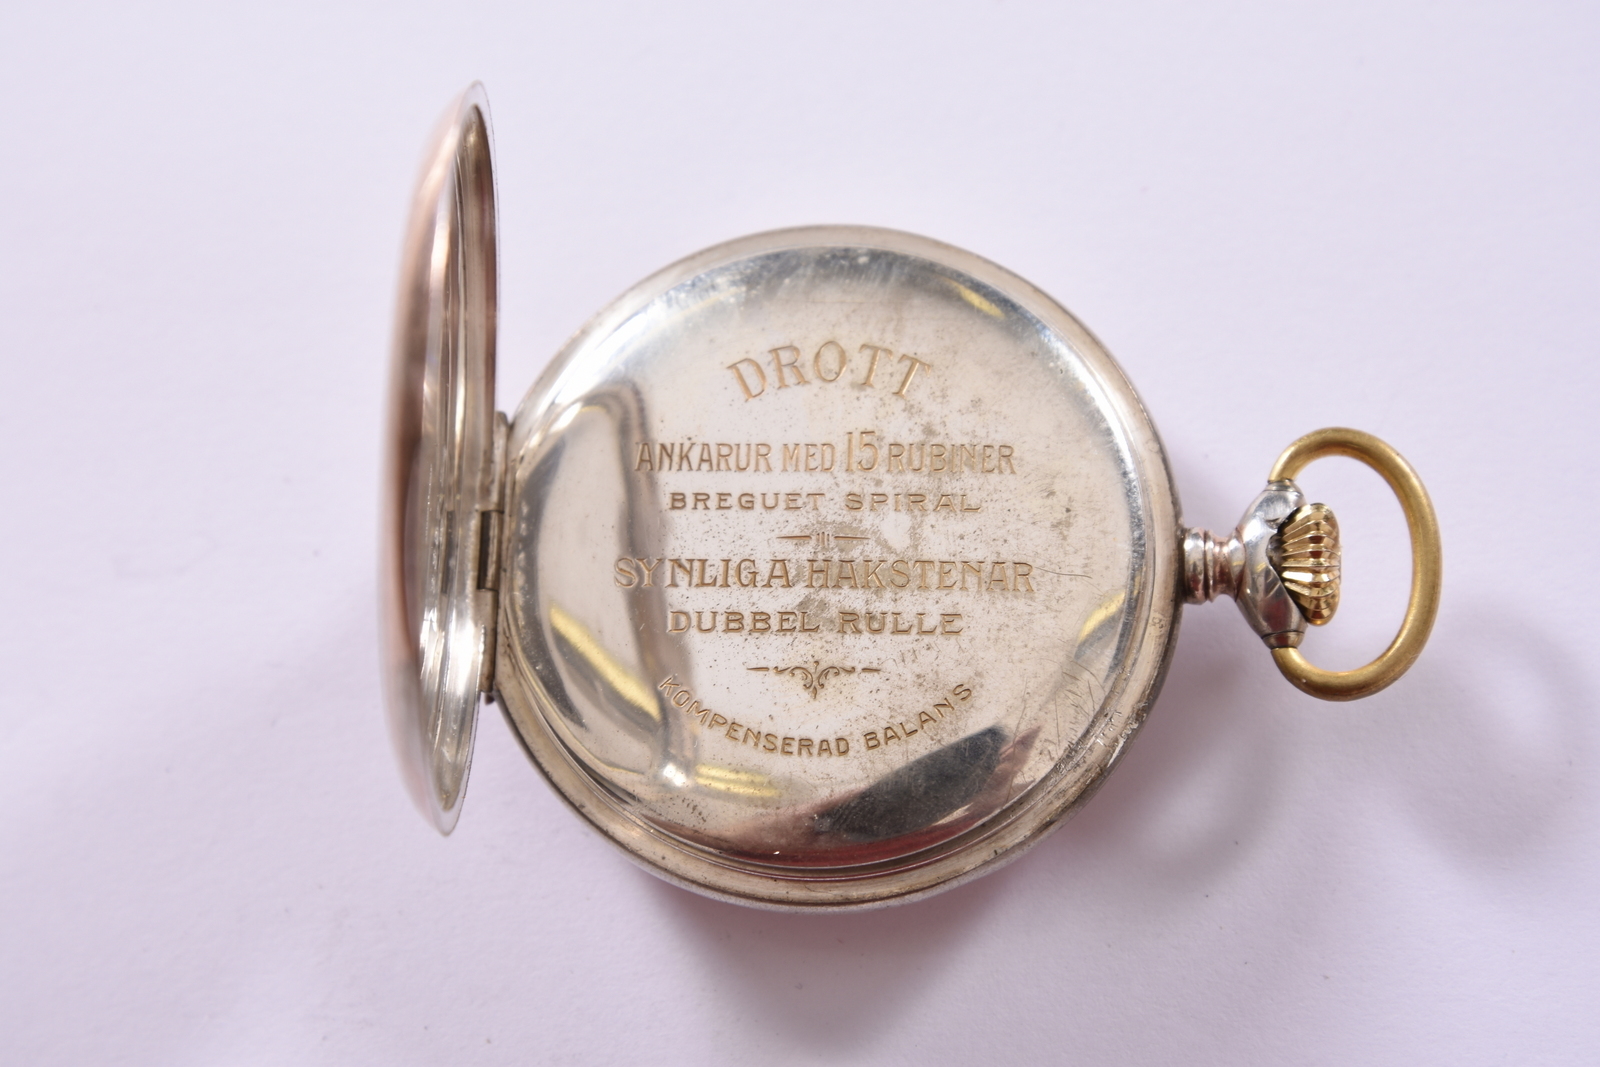 DROTT
ANKARUR MED 15 RUBINER
BREGUET SPIRAL
SYNLIGA HAKSTENAR
DUBBEL RULLE
KOMPENSERAD BALANS